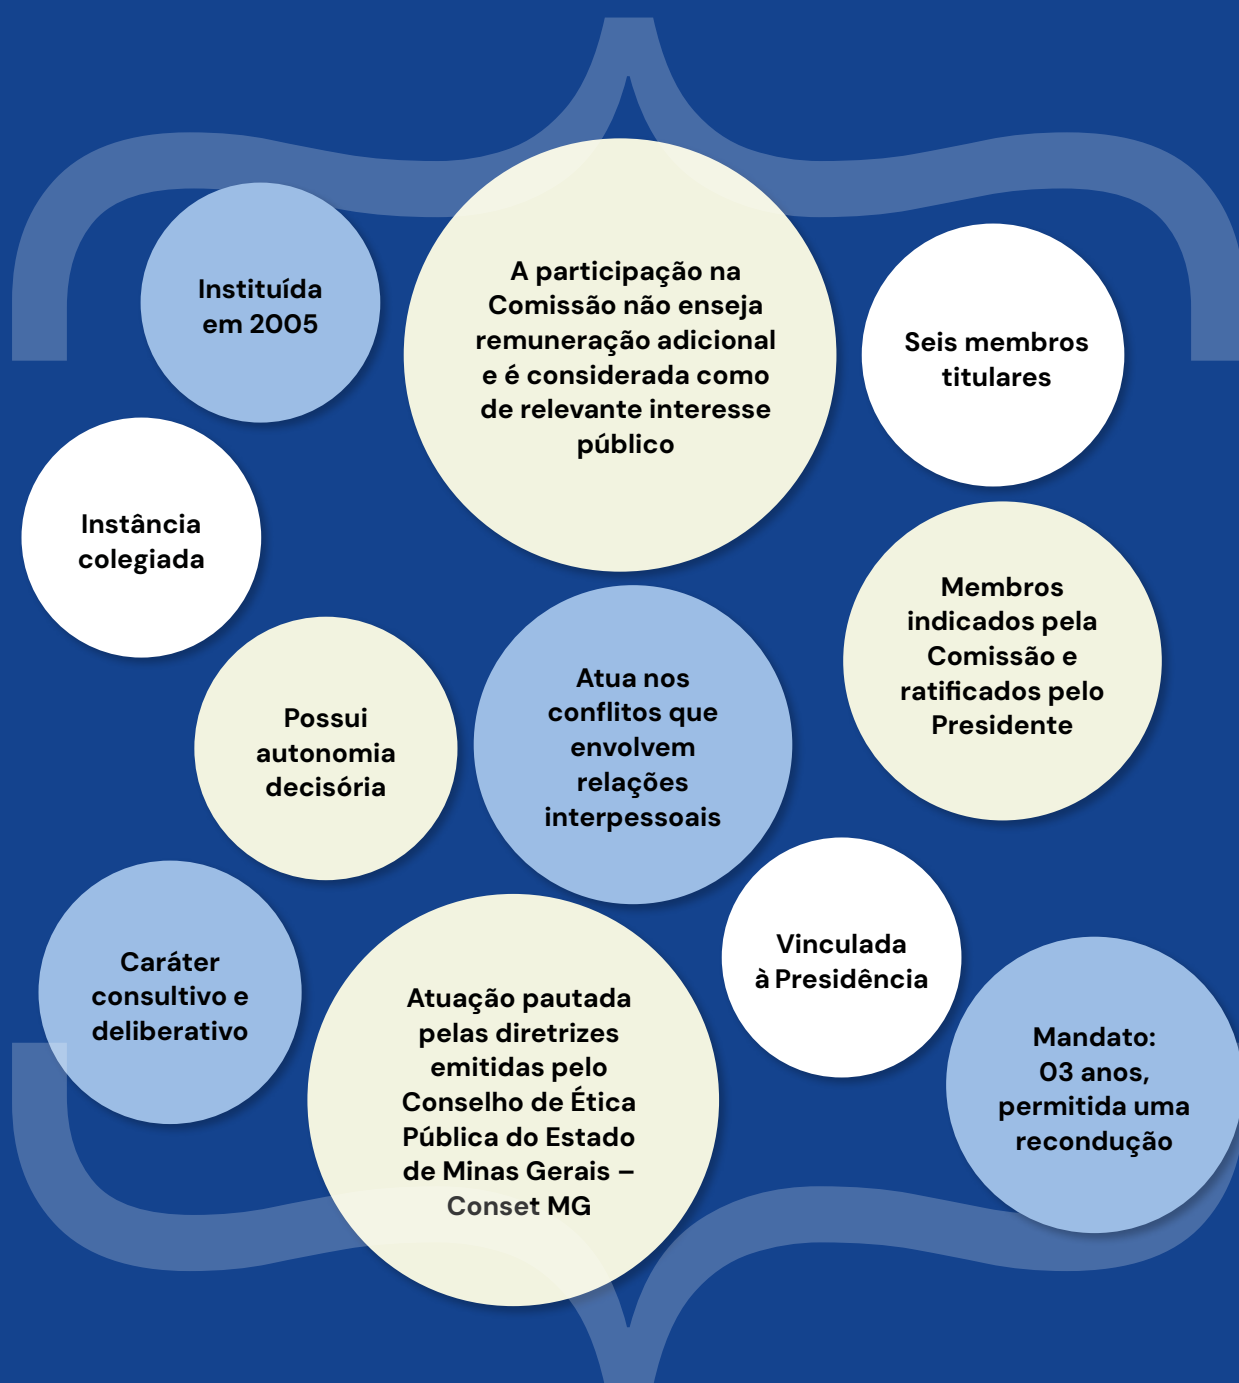 Instituída
em 2005
A participação na
Comissão não enseja
remuneração adicional
e é considerada como
de relevante interesse
público
Seis membros
titulares
Instância
colegiada
Membros
indicados pela
Comissão e
ratificados pelo
Presidente
Possui
autonomia
decisória
Atua nos
conflitos que
envolvem
relações
interpessoais
Caráter
consultivo e
deliberativo
Atuação pautada
pelas diretrizes
emitidas pelo
Conselho de Ética
Pública do Estado
de Minas Gerais –
Conset MG
Vinculada
à Presidência
Mandato:
03 anos,
permitida uma
recondução